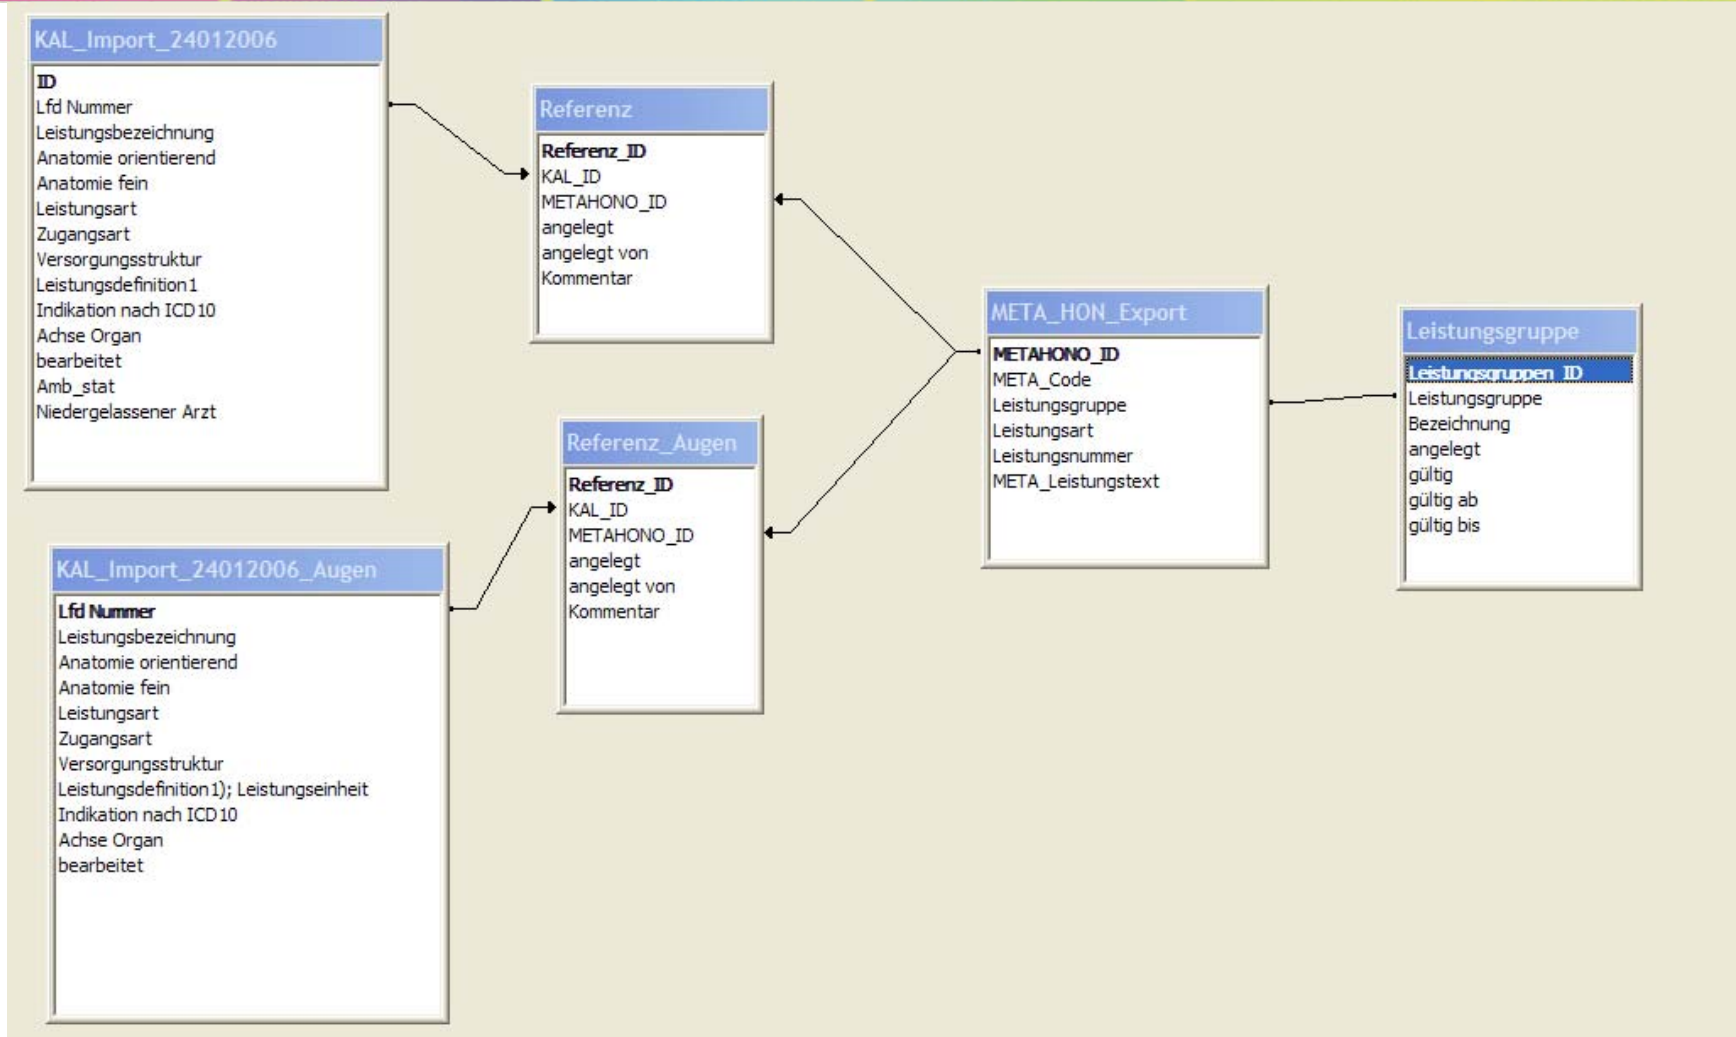 KAL_Import_24012006
ID
Lfd Nummer
Leistungsbezeichnung
Anatomie orientierend
Anatomie fein
Leistungsart
Zugangsart
Versorgungsstruktur
Leistungsdefinition1
Indikation nach ICD10
Achse Organ
bearbeitet
Amb_stat
Niedergelassener Arzt
Referenz
Referenz_ID
KAL_ID
METAHONO_ID
angelegt
angelegt von
Kommentar
META_HON_Export
METAHONO_ID
META_Code
Leistungsgruppe
Leistungsart
Leistungsnummer
META_Leistungstext
Leistungsgruppe
Leistungsgruppen_ID
Leistungsgruppe
Bezeichnung
angelegt
gültig
gültig ab
gültig bis
Referenz_Augen
Referenz_ID
KAL_ID
METAHONO_ID
angelegt
angelegt von
Kommentar
KAL_Import_24012006_Augen
Lfd Nummer
Leistungsbezeichnung
Anatomie orientierend
Anatomie fein
Leistungsart
Zugangsart
Versorgungsstruktur
Leistungsdefinition1); Leistungseinheit
Indikation nach ICD10
Achse Organ
bearbeitet